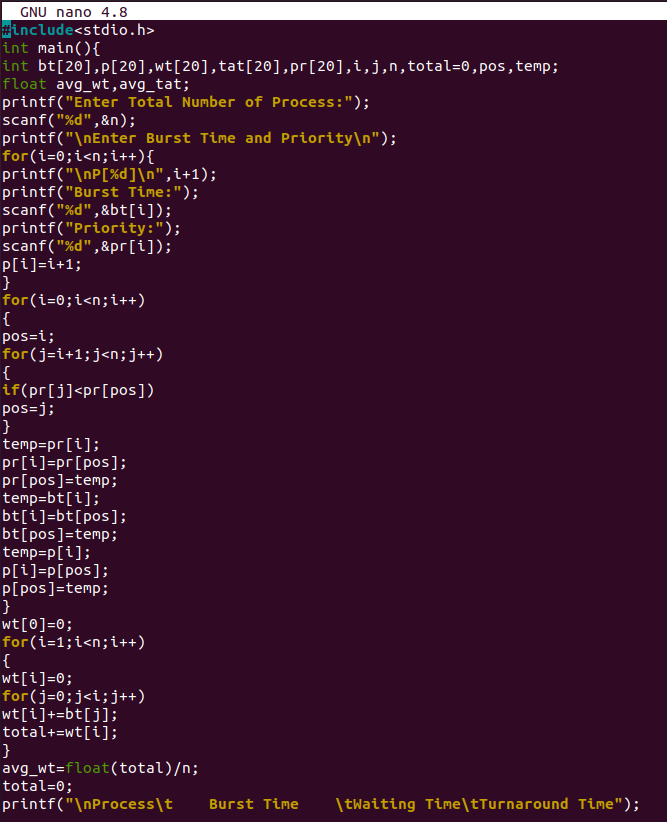 GNU nano 4.8
#include<stdio.h>
int main(){
int bt[20],p[20],wt[20],tat[20],pr[20],i,j,n,total=0,pos,temp;
float avg_wt,avg_tat;
printf("Enter Total Number of Process:");
scanf("%d",&n);
printf("\nEnter Burst Time and Priority\n");
for(i=0;i<n;i++){
printf("\nP[%d]\n",i+1);
printf("Burst Time:");
scanf("%d",&bt[i]);
printf("Priority:");
scanf("%d",&pr[i]);
p[i]=i+1;
}
for(i=0;i<n;i++)
{
pos=i;
for(j=i+1;j<n;j++)
{
if(pr[j]<pr[pos])
pos=j;
}
temp=pr[i];
pr[i]=pr[pos];
pr[pos]=temp;
temp=bt[i];
bt[i]=bt[pos];
bt[pos]=temp;
temp=p[i];
p[i]=p[pos];
p[pos]=temp;
}
wt[0]=0;
for(i=1;i<n;i++)
{
wt[i]=0;
for(j=0;j<i;j++)
wt[i]+=bt[j];
total+=wt[i];
}
avg_wt=float(total)/n;
total=0;
printf("\nProcess\t    Burst Time    \tWaiting Time\tTurnaround Time");